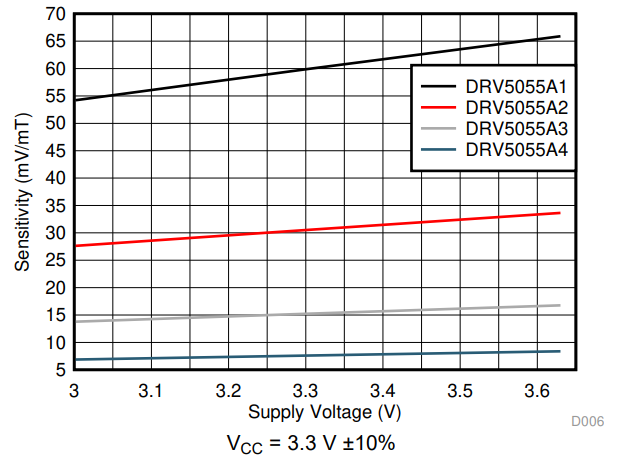 70
65
60
55
50
45
40
35
30
25
20
15
10
5
Sensitivity (mV/mT)
DRV5055A1
DRV5055A2
DRV5055A3
DRV5055A4
3 3.1 3.2 3.3 3.4 3.5 3.6
Supply Voltage (V)
D006
VCC = 3.3 V ±10%